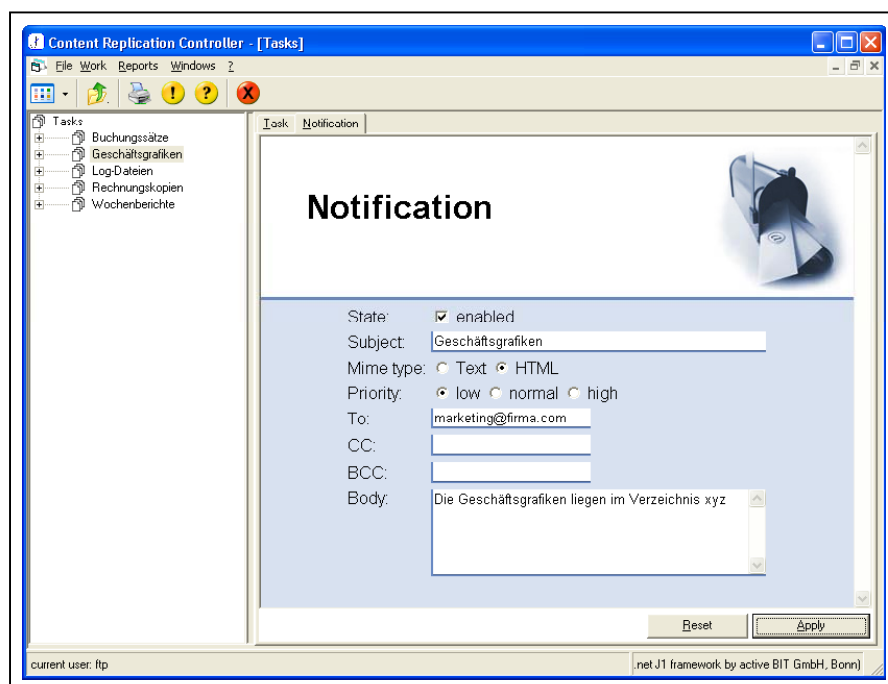 Content Replication Controller - [Tasks]
File Work Reports Windows ?
Tasks
Buchungssätze
Geschäftsgrafiken
Log-Dateien
Rechnungskopien
Wochenberichte
Task Notification
Notification
State: enabled
Subject: Geschäftsgrafiken
Mime type: Text HTML
Priority: low normal high
To: marketing@firma.com
CC:
BCC:
Body: Die Geschäftsgrafiken liegen im Verzeichnis xyz
Reset Apply
current user: ftp .net J1 framework by active BIT GmbH, Bonn)